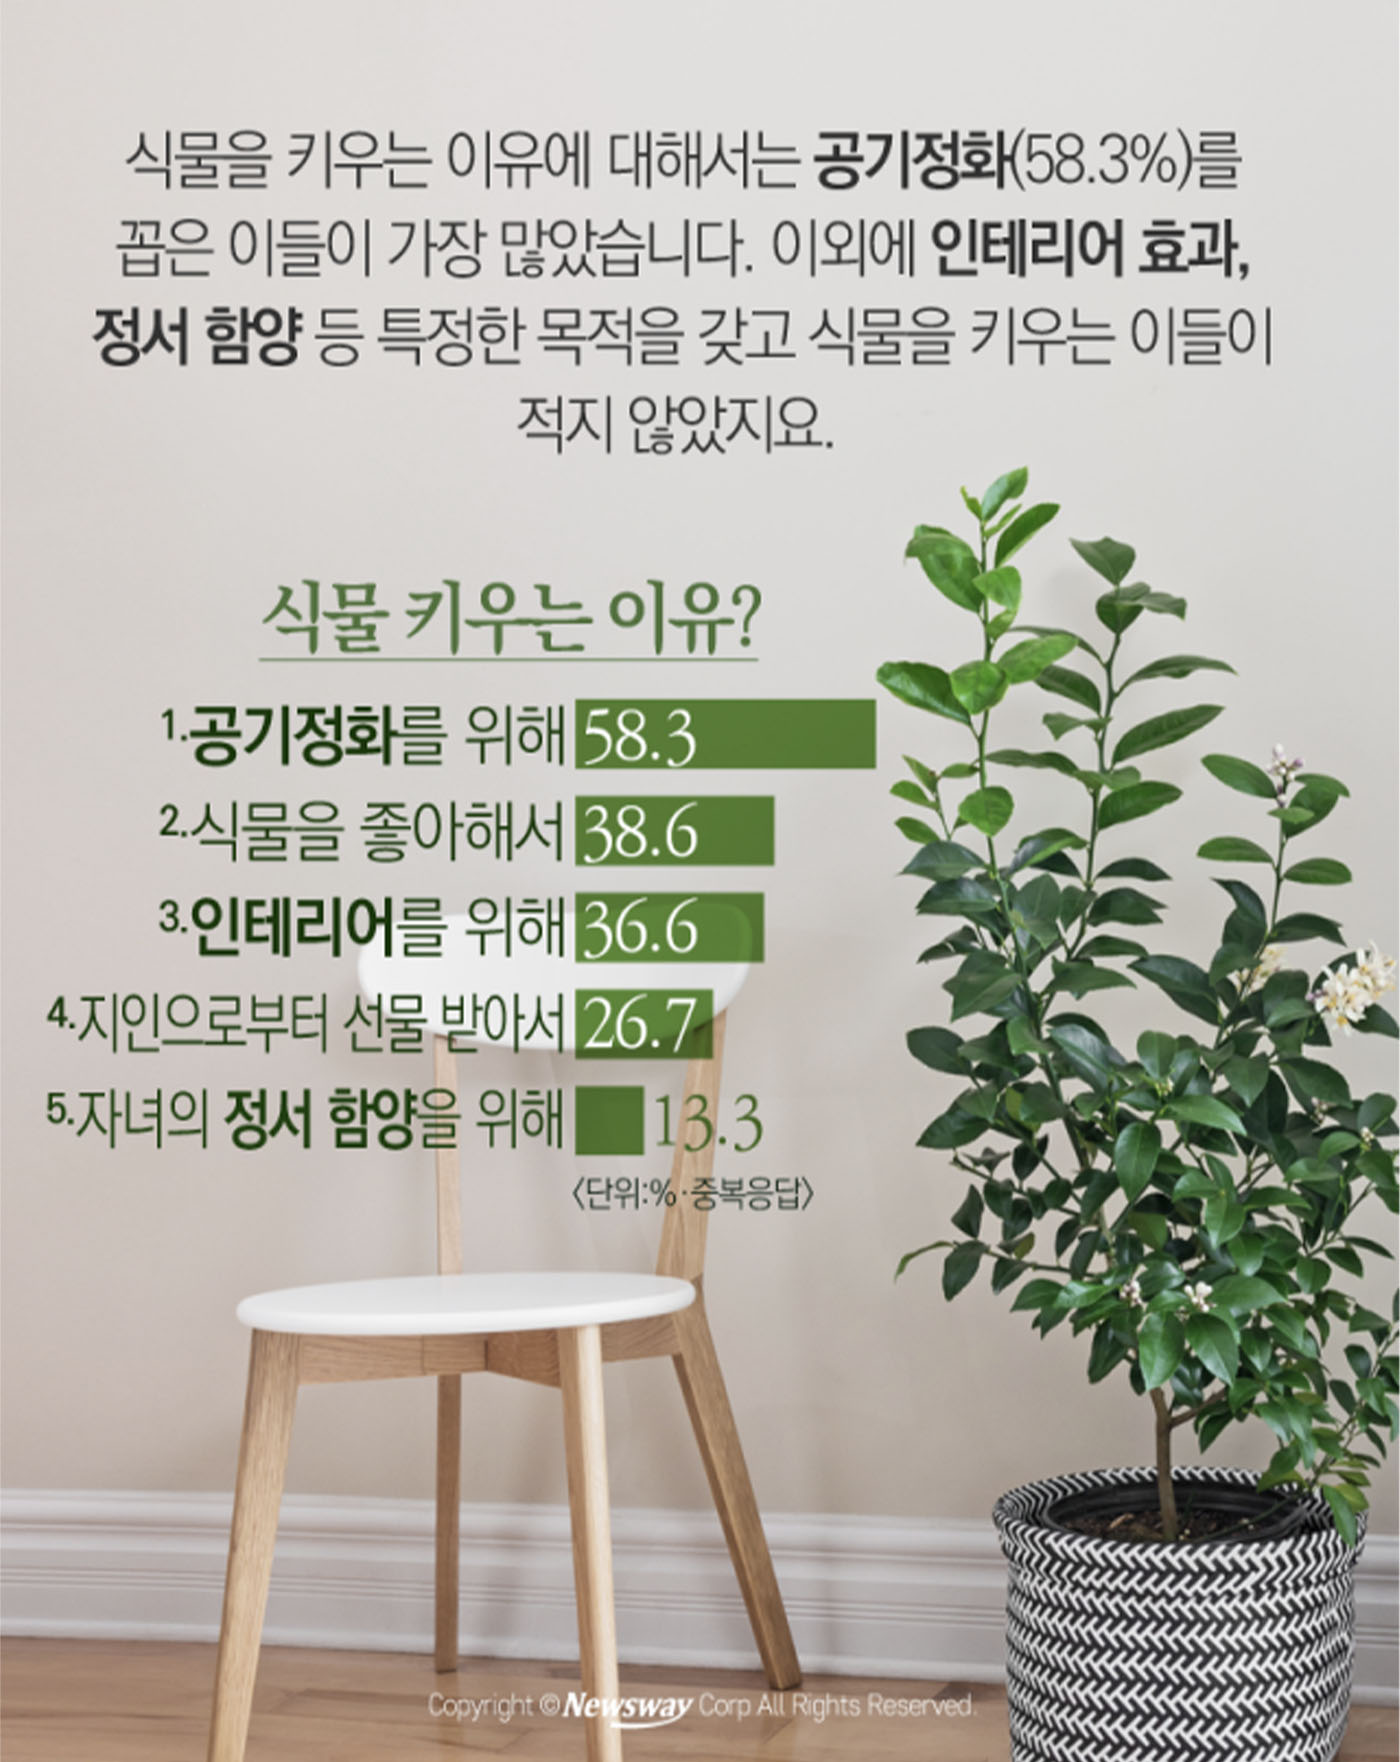 식물을 키우는 이유에 대해서는 공기정화(58.3%)를
꼽은 이들이 가장 많았습니다. 이외에 인테리어 효과,
정서 함양 등 특정한 목적을 갖고 식물을 키우는 이들이
적지 않았지요.
식물 키우는 이유?
1.공기정화를 위해 58.3
2.식물을 좋아해서 38.6
3.인테리어를 위해 36.6
4.지인으로부터 선물 받아서 26.7
5.자녀의 정서 함양을 위해 13.3
〈단위:%·중복응답〉
Copyright ©Newsway Corp All Rights Reserved.